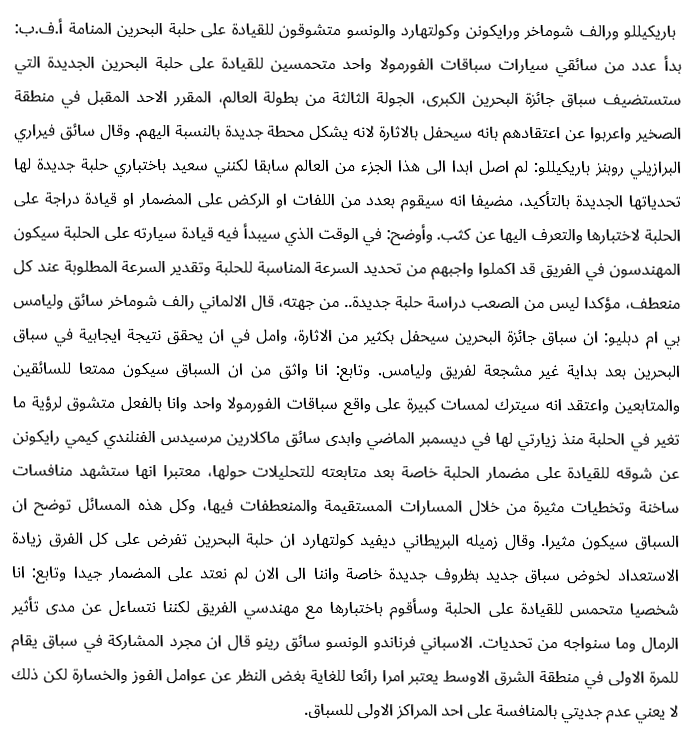 باريكيللو ورالف شوماخر ورايكونن وكولتهارد والونسو متشوقون للقيادة على حلبة البحرين المنامة أ.ف.ب:
بدأ عدد من سائقي سيارات سباقات الفورمولا واحد متحمسين للقيادة على حلبة البحرين الجديدة التي
ستستضيف سباق جائزة البحرين الكبرى، الجولة الثالثة من بطولة العالم، المقرر الاحد المقبل في منطقة
الصخير واعربوا عن اعتقادهم بانه سيحفل بالاثارة لانه يشكل محطة جديدة بالنسبة اليهم. وقال سائق فيراري
البرازيلي روبنز باريكيللو: لم اصل ابدا الى هذا الجزء من العالم سابقا لكنني سعيد باختباري حلبة جديدة لها
تحدياتها الجديدة بالتأكيد، مضيفا انه سيقوم بعدد من اللفات او الركض على المضمار او قيادة دراجة على
الحلبة لاختبارها والتعرف اليها عن كثب. وأوضح: في الوقت الذي سيبدأ فيه قيادة سيارته على الحلبة سيكون
المهندسون في الفريق قد اكملوا واجبهم من تحديد السرعة المناسبة للحلبة وتقدير السرعة المطلوبة عند كل
منعطف، مؤكدا ليس من الصعب دراسة حلبة جديدة.. من جهته، قال الالماني رالف شوماخر سائق وليامس
بي ام دبليو: ان سباق جائزة البحرين سيحفل بكثير من الاثارة، وامل في ان يحقق نتيجة ايجابية في سباق
البحرين بعد بداية غير مشجعة لفريق وليامس. وتابع: انا واثق من ان السباق سيكون ممتعا للسائقين
والمتابعين واعتقد انه سيترك لمسات كبيرة على واقع سباقات الفورمولا واحد وانا بالفعل متشوق لرؤية ما
تغير في الحلبة منذ زيارتي لها في ديسمبر الماضي وابدى سائق ماكلارين مرسيدس الفنلندي كيمي رايكونن
عن شوقه للقيادة على مضمار الحلبة خاصة بعد متابعته للتحليلات حولها، معتبرا انها ستشهد منافسات
ساخنة وتخطيات مثيرة من خلال المسارات المستقيمة والمنعطفات فيها، وكل هذه المسائل توضح ان
السباق سيكون مثيرا. وقال زميله البريطاني ديفيد كولتهارد ان حلبة البحرين تفرض على كل الفرق زيادة
الاستعداد لخوض سباق جديد بظروف جديدة خاصة واننا الى الان لم نعتد على المضمار جيدا وتابع: انا
شخصيا متحمس للقيادة على الحلبة وسأقوم باختبارها مع مهندسي الفريق لكننا نتساءل عن مدى تأثير
الرمال وما سنواجه من تحديات. الاسباني فرناندو الونسو سائق رينو قال ان مجرد المشاركة في سباق يقام
للمرة الاولى في منطقة الشرق الاوسط يعتبر امرا رائعا للغاية بغض النظر عن عوامل الفوز والخسارة لكن ذلك
لا يعني عدم جديتي بالمنافسة على احد المراكز الاولى للسباق.